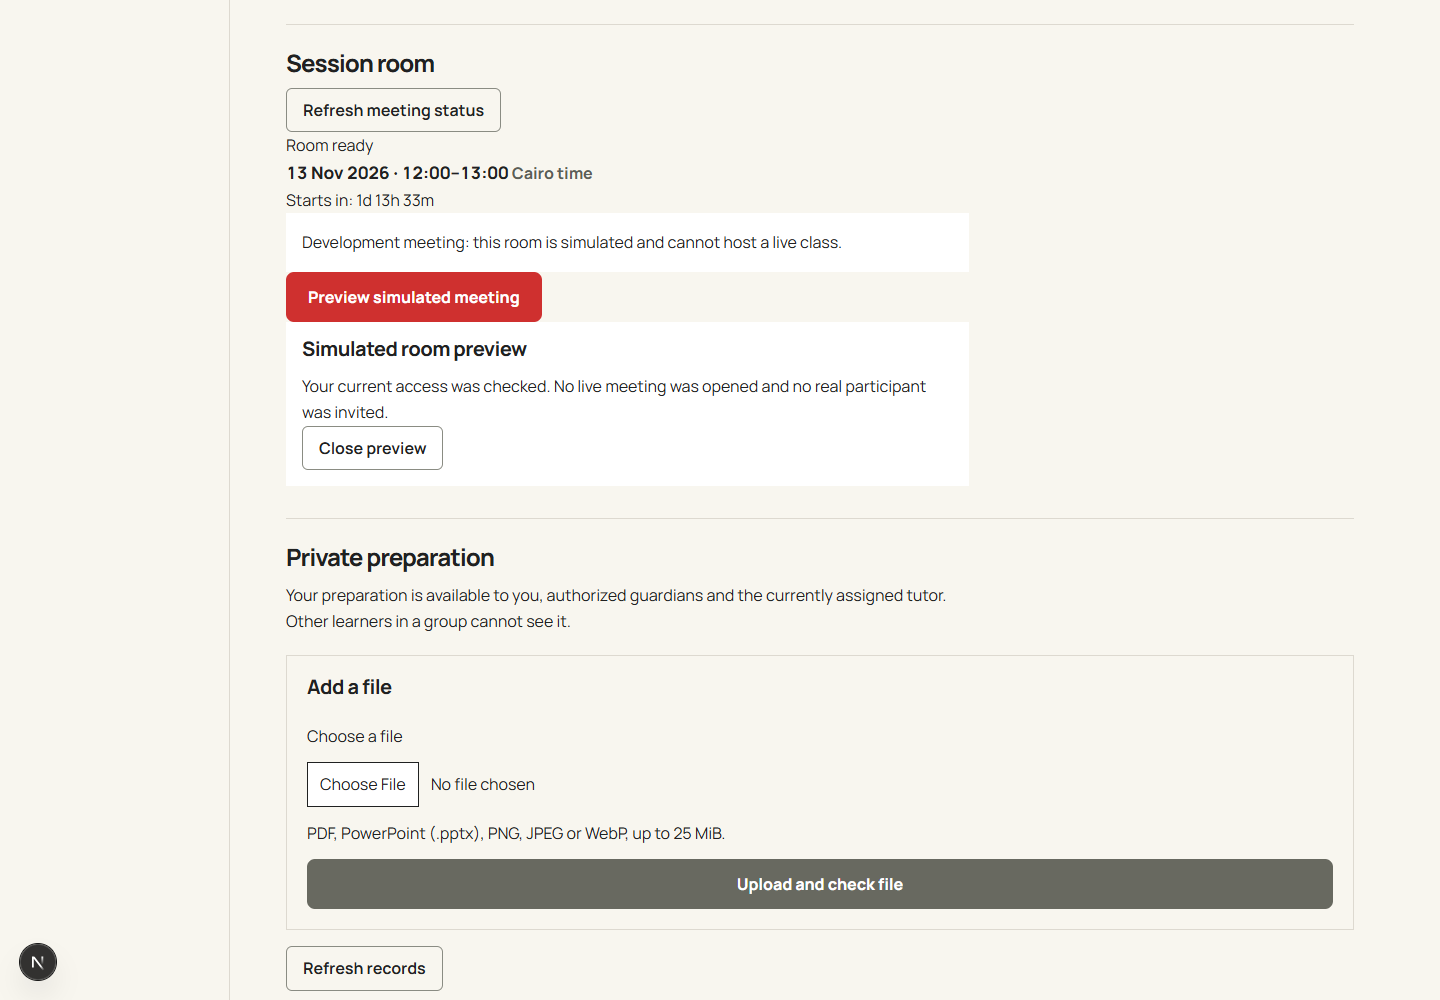 Session room
Refresh meeting status
Room ready
13 Nov 2026 · 12:00–13:00 Cairo time
Starts in: 1d 13h 33m
Development meeting: this room is simulated and cannot host a live class.
Preview simulated meeting
Simulated room preview
Your current access was checked. No live meeting was opened and no real participant
was invited.
Close preview
Private preparation
Your preparation is available to you, authorized guardians and the currently assigned tutor.
Other learners in a group cannot see it.
Add a file
Choose a file
Choose File No file chosen
PDF, PowerPoint (.pptx), PNG, JPEG or WebP, up to 25 MiB.
Upload and check file
N
Refresh records